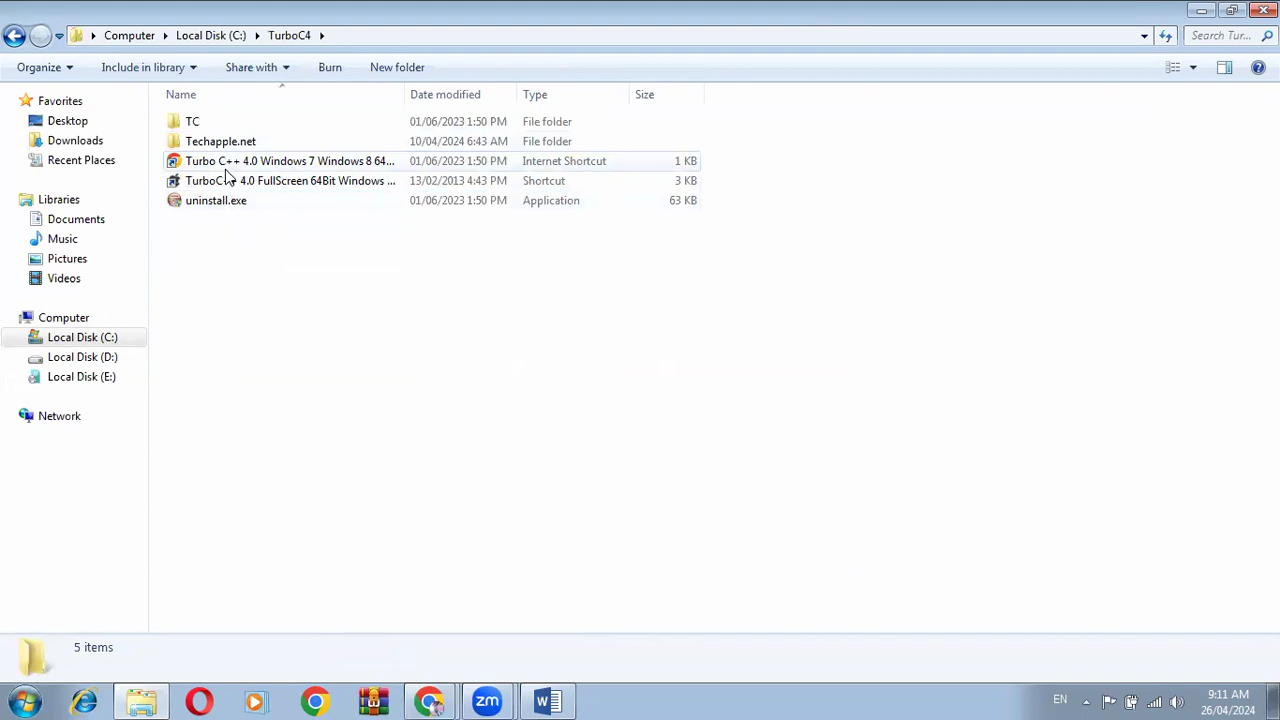 Computer Local Disk (C:) TurboC4 Search Tur...
Organize Include in library Share with Burn New folder
Name Date modified Type Size
Favorites
Desktop
Downloads
Recent Places
Libraries
Documents
Music
Pictures
Videos
Computer
Local Disk (C:)
Local Disk (D:)
Local Disk (E:)
Network
TC 01/06/2023 1:50 PM File folder
Techapple.net 10/04/2024 6:43 AM File folder
Turbo C++ 4.0 Windows 7 Windows 8 64... 01/06/2023 1:50 PM Internet Shortcut 1 KB
TurboC++ 4.0 FullScreen 64Bit Windows ... 13/02/2013 4:43 PM Shortcut 3 KB
uninstall.exe 01/06/2023 1:50 PM Application 63 KB
5 items
zm W EN 9:11 AM
26/04/2024